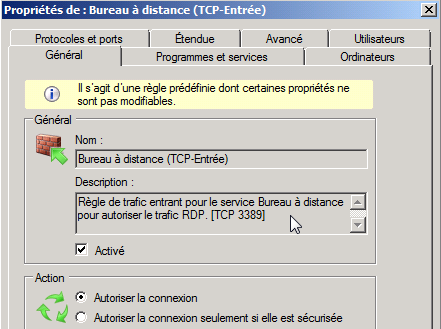 Propriétés de : Bureau à distance (TCP-Entrée)
Protocoles et ports
Étendue
Avancé
Utilisateurs
Général
Programmes et services
Ordinateurs
Il s'agit d'une règle prédéfinie dont certaines propriétés ne
sont pas modifiables.
Général
Nom :
Bureau à distance (TCP-Entrée)
Description :
Règle de trafic entrant pour le service Bureau à distance
pour autoriser le trafic RDP. [TCP 3389]
Activé
Action
Autoriser la connexion
Autoriser la connexion seulement si elle est sécurisée